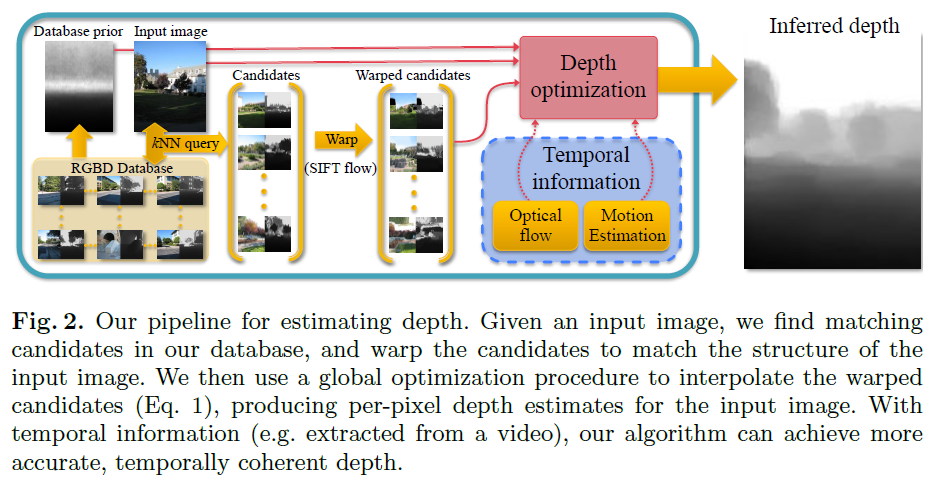 Database prior
Input image
Candidates
Warped candidates
Depth
optimization
Inferred depth
kNN query
Warp
(SIFT flow)
RGBD Database
Temporal
information
Optical
flow
Motion
Estimation
Fig. 2. Our pipeline for estimating depth. Given an input image, we find matching
candidates in our database, and warp the candidates to match the structure of the
input image. We then use a global optimization procedure to interpolate the warped
candidates (Eq. 1), producing per-pixel depth estimates for the input image. With
temporal information (e.g. extracted from a video), our algorithm can achieve more
accurate, temporally coherent depth.